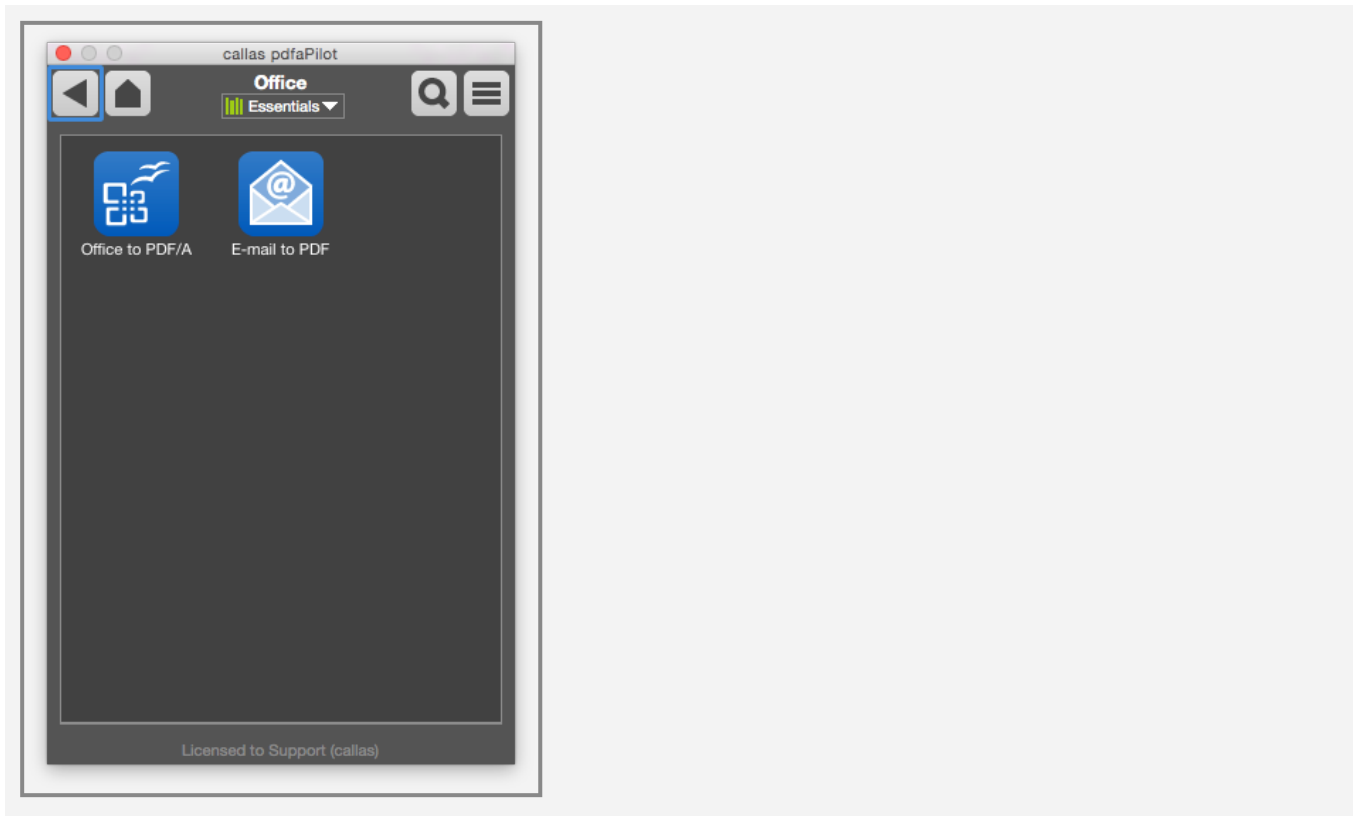 callas pdfaPilot
Office
Essentials
@
Office to PDF/A
E-mail to PDF
Licensed to Support (callas)